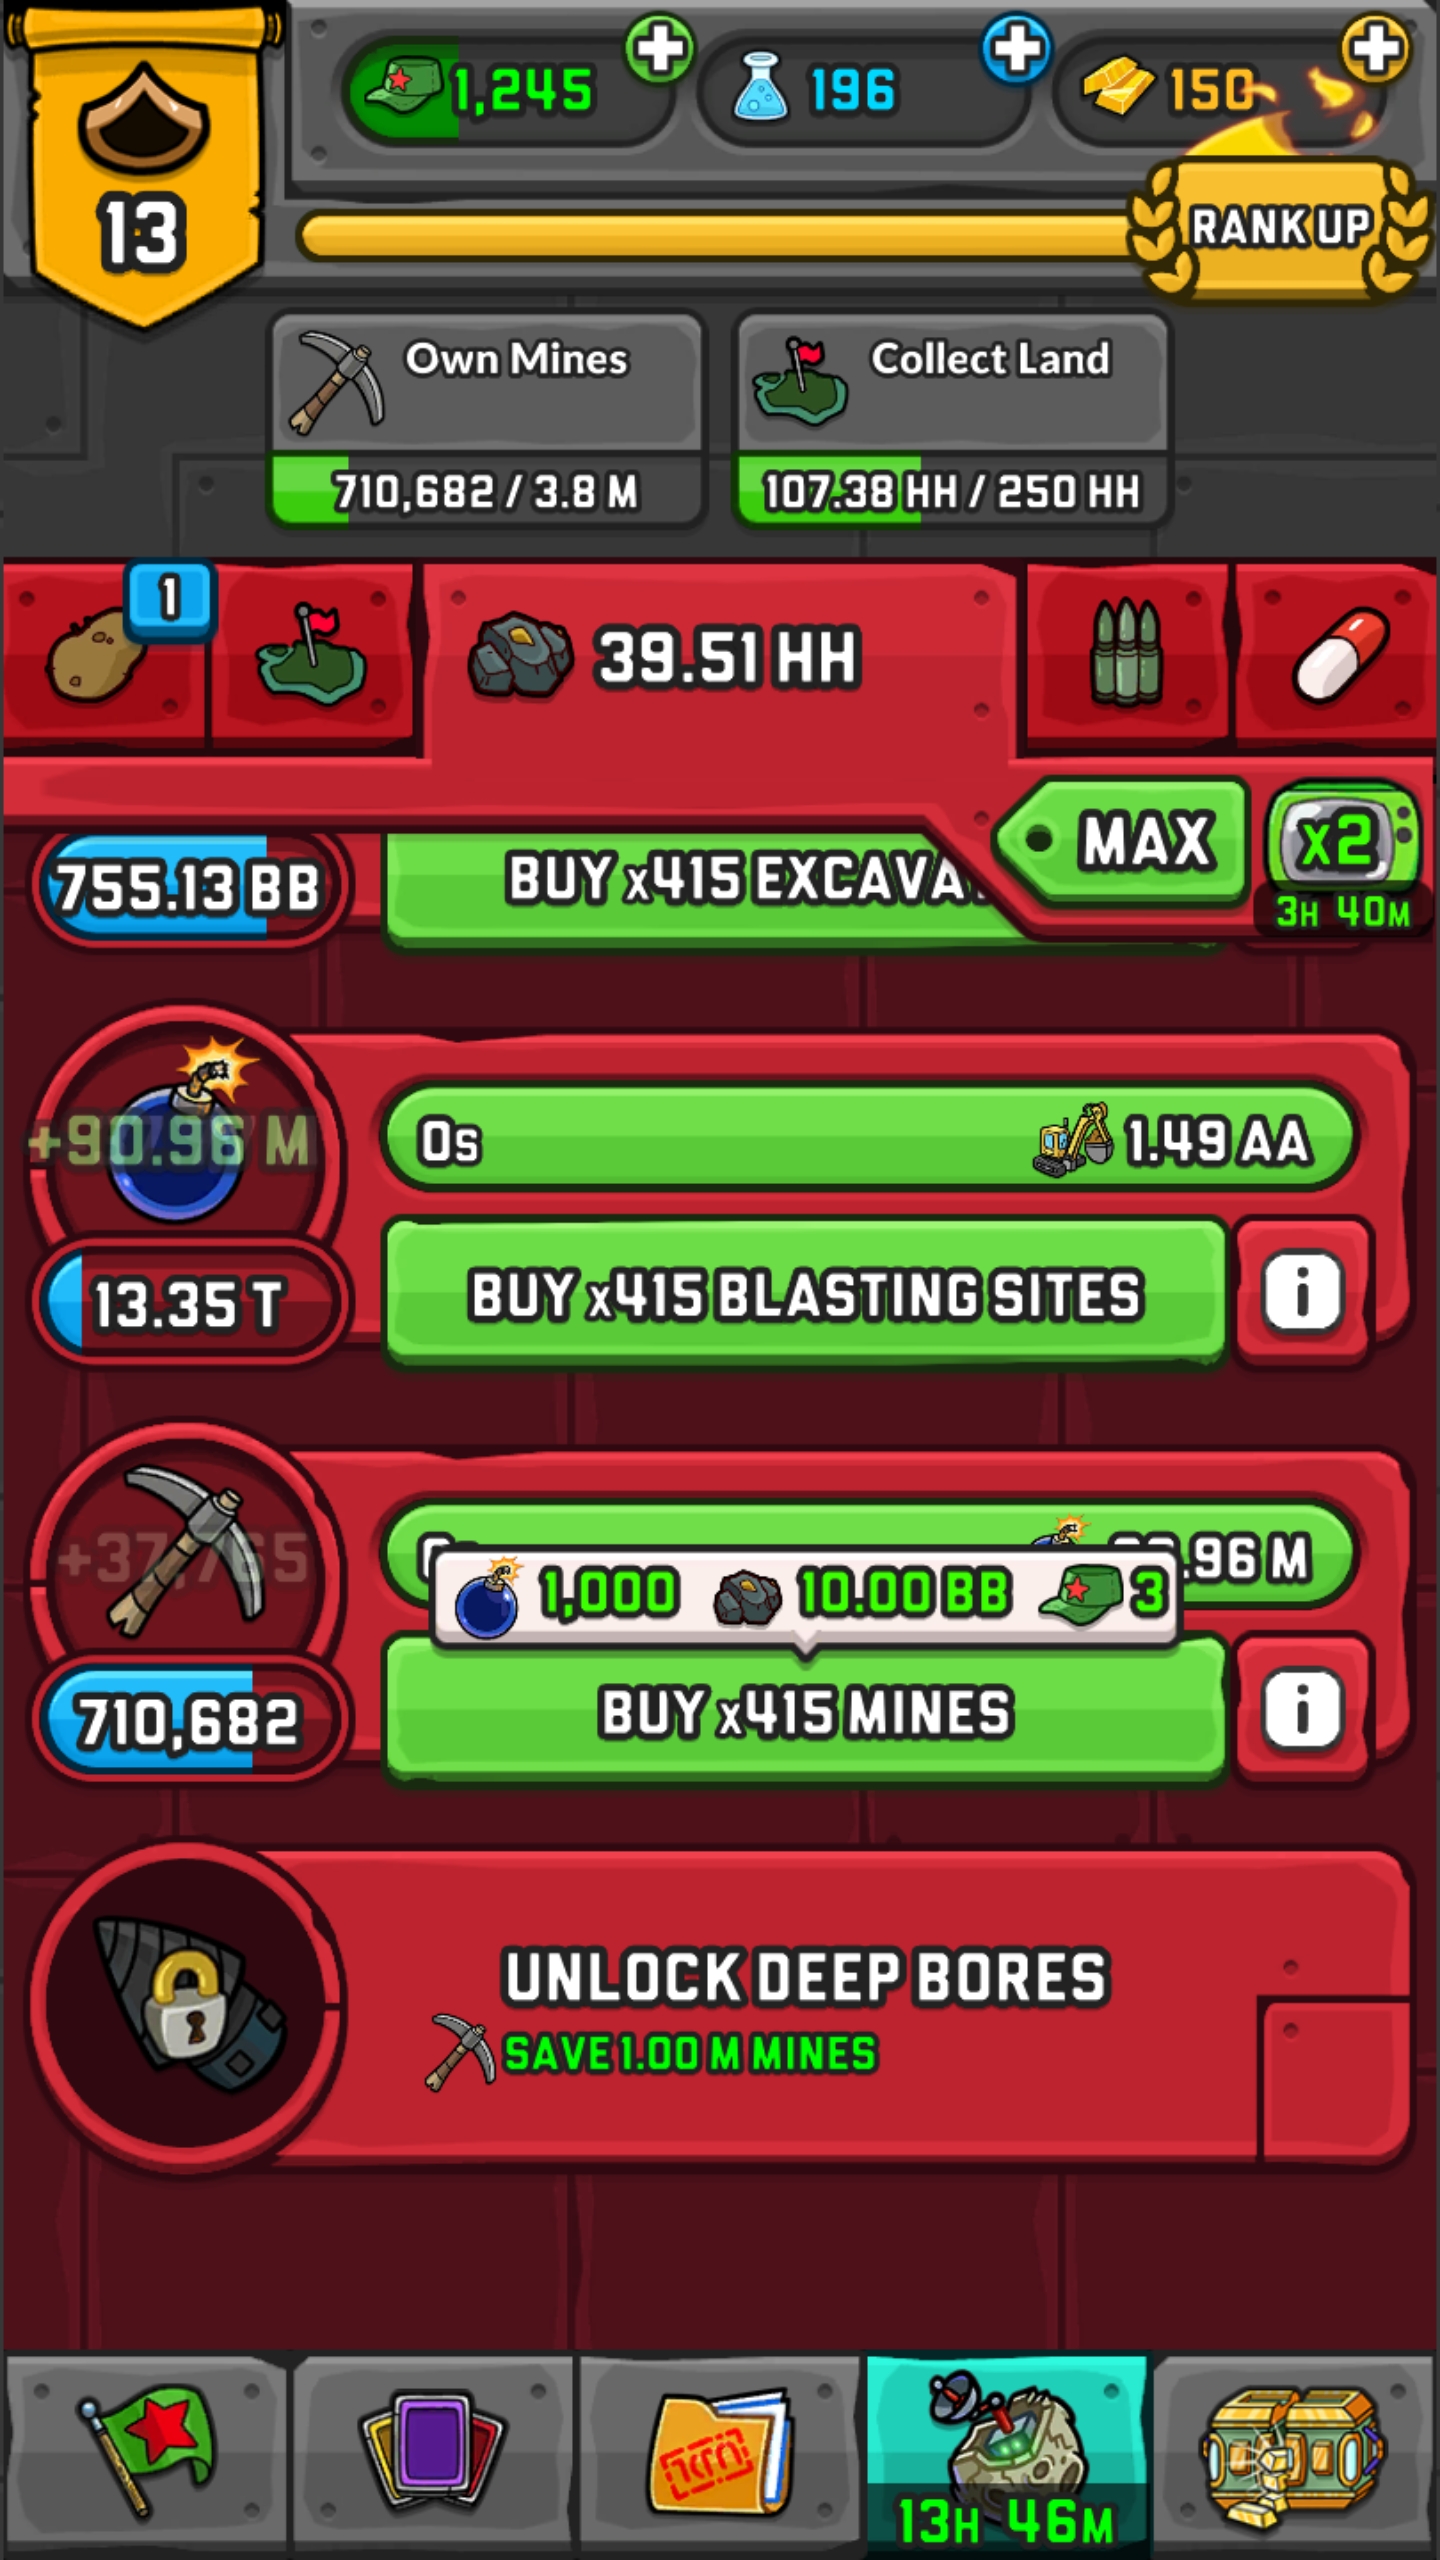 1,245
196
150
13
RANK UP
Own Mines
710,682 / 3.8 M
Collect Land
107.38 HH / 250 HH
1
39.51 HH
MAX
x2
3H 40M
755.13 BB
BUY x415
+90.96 M
0s
1.49 AA
13.35 T
BUY x415 BLASTING SITES
i
+37,765
.96 M
1,000
10.00 BB
3
710,682
BUY x415 MINES
i
UNLOCK DEEP BORES
SAVE 1.00 M MINES
13H 46M